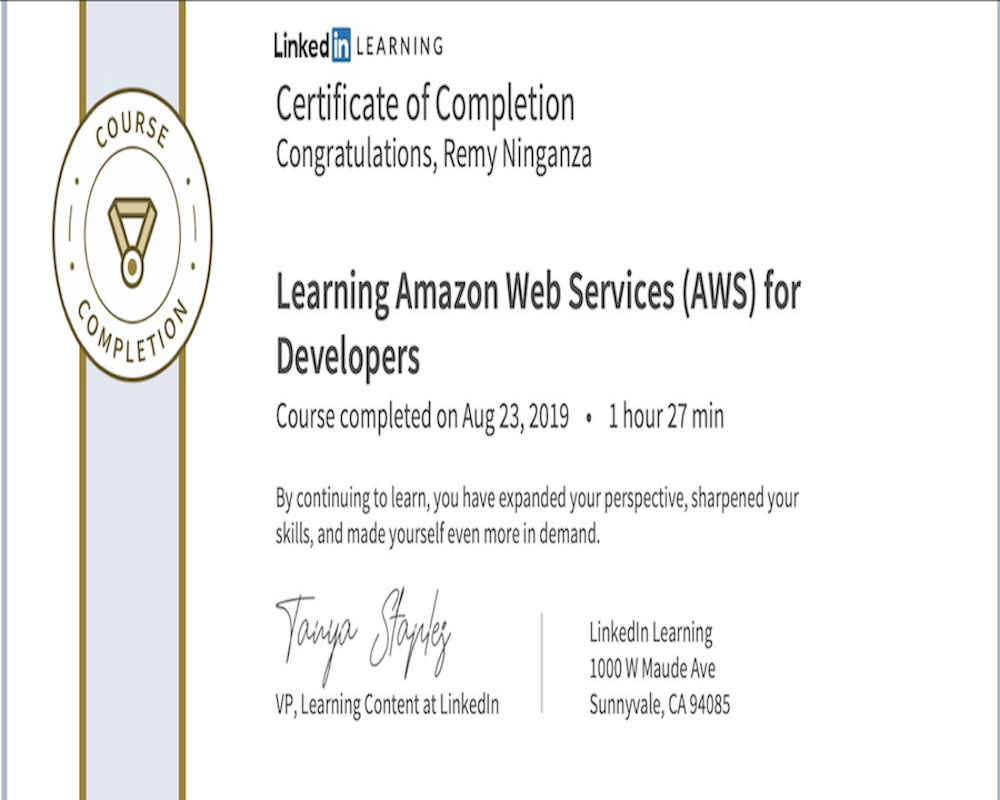 LinkedIn LEARNING
Certificate of Completion
Congratulations, Remy Ninganza
COURSE
COMPLETION
Learning Amazon Web Services (AWS) for
Developers
Course completed on Aug 23, 2019 • 1 hour 27 min
By continuing to learn, you have expanded your perspective, sharpened your
skills, and made yourself even more in demand.
Tanya Staples
VP, Learning Content at LinkedIn
LinkedIn Learning
1000 W Maude Ave
Sunnyvale, CA 94085